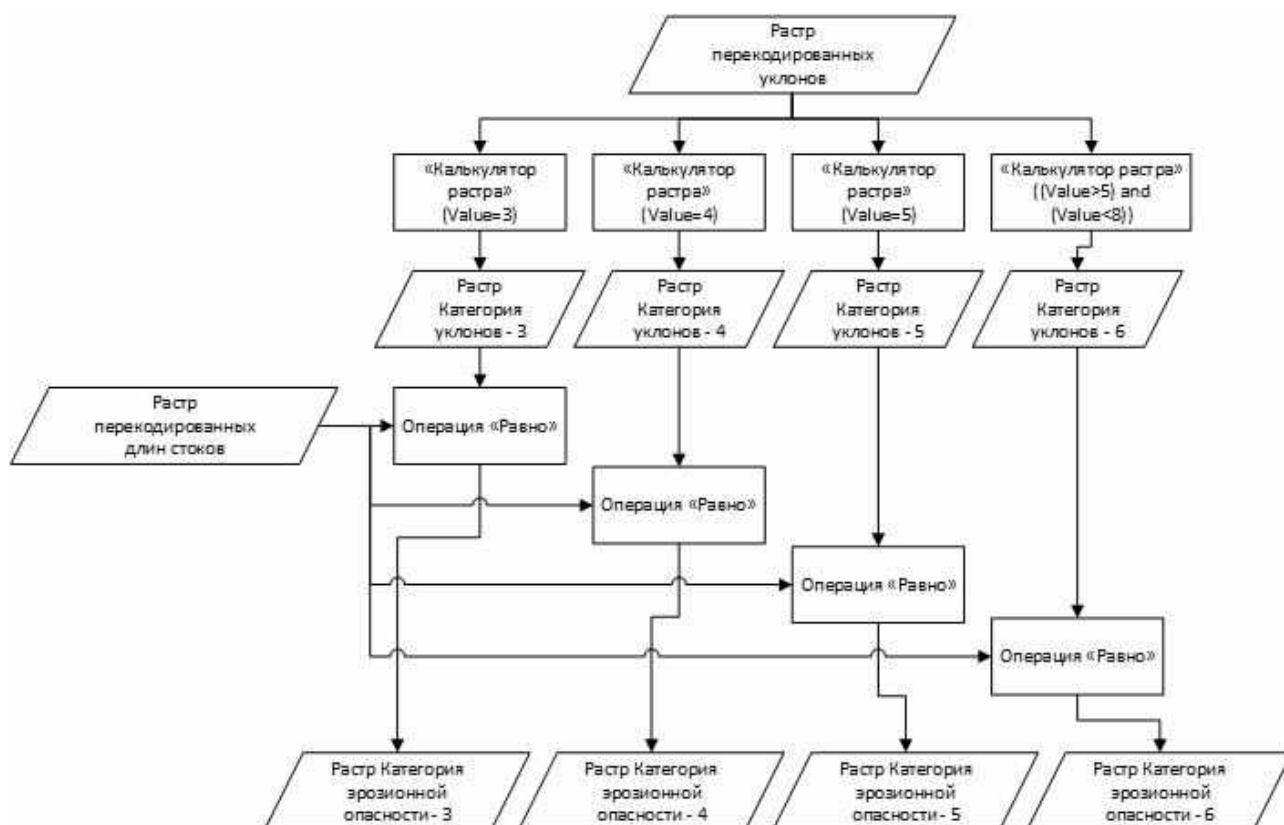 Растр
перекодированных
уклонов
«Калькулятор
растра»
(Value=3)
«Калькулятор
растра»
(Value=4)
«Калькулятор
растра»
(Value=5)
«Калькулятор растра»
((Value>5) and
(Value<8))
Растр
Категория
уклонов - 3
Растр
Категория
уклонов - 4
Растр
Категория
уклонов - 5
Растр
Категория
уклонов - 6
Растр
перекодированных
длин стоков
Операция «Равно»
Операция «Равно»
Операция «Равно»
Операция «Равно»
Растр Категория
эрозионной
опасности - 3
Растр Категория
эрозионной
опасности - 4
Растр Категория
эрозионной
опасности - 5
Растр Категория
эрозионной
опасности - 6